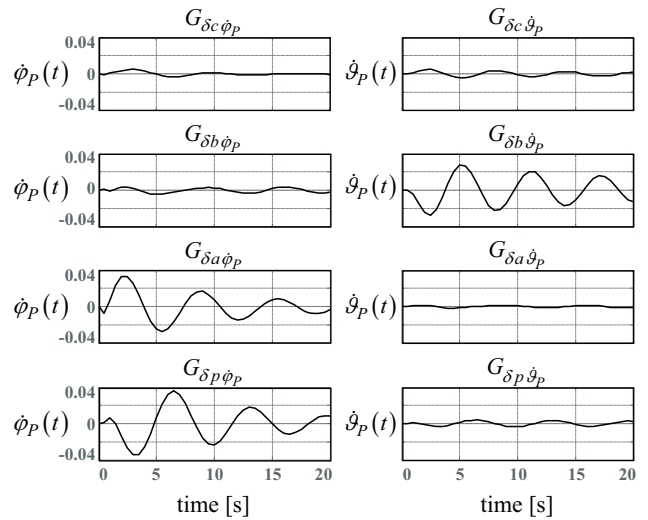 G_{δc φ̇_P} G_{δc ϑ̇_P}
φ̇_P(t) 0.04 0 -0.04 ϑ̇_P(t)
G_{δb φ̇_P} G_{δb ϑ̇_P}
φ̇_P(t) 0.04 0 -0.04 ϑ̇_P(t)
G_{δa φ̇_P} G_{δa ϑ̇_P}
φ̇_P(t) 0.04 0 -0.04 ϑ̇_P(t)
G_{δp φ̇_P} G_{δp ϑ̇_P}
φ̇_P(t) 0.04 0 -0.04 ϑ̇_P(t)
0 5 10 15 20 0 5 10 15 20
time [s] time [s]